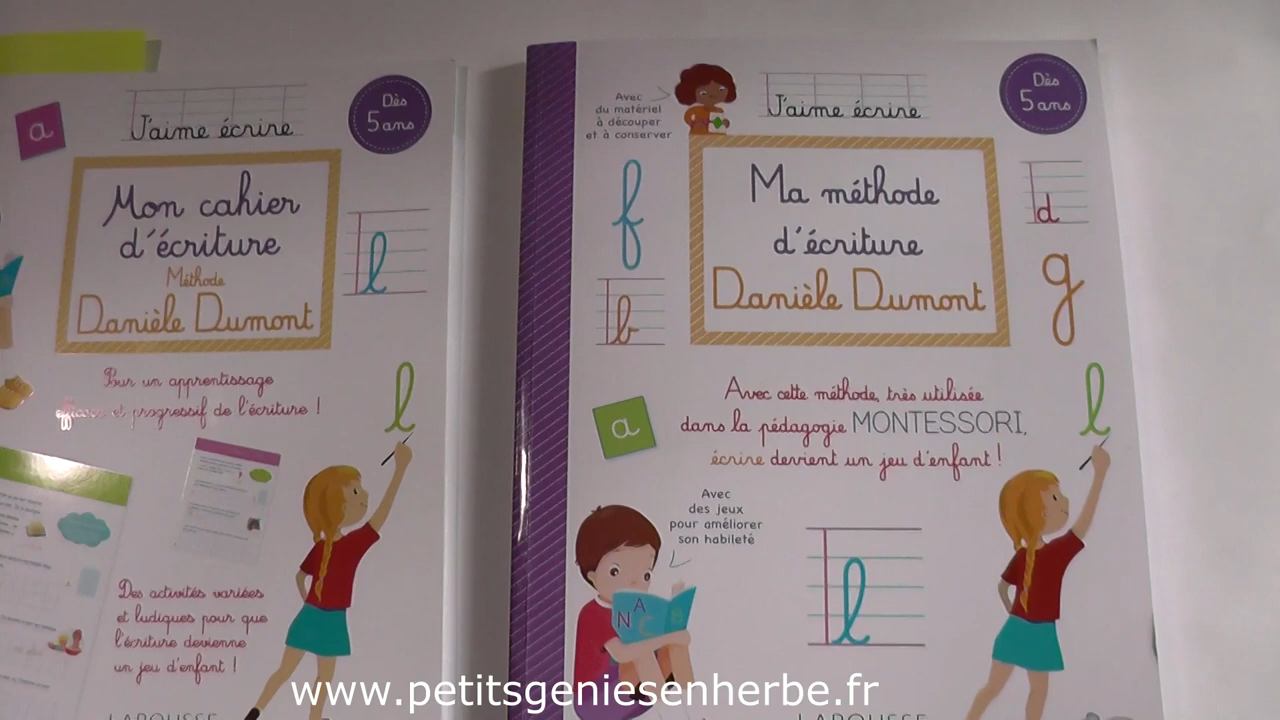 a
J'aime écrire
Dès
5 ans
Mon cahier
d'écriture
Méthode
Danièle Dumont
l
Pour un apprentissage
efficace et progressif de l'écriture !
l
Des activités variées
et ludiques pour que
l'écriture devienne
un jeu d'enfant !
LAROUSSE
Avec
du matériel
à découper
et à conserver
J'aime écrire
Dès
5 ans
f
b
Ma méthode
d'écriture
Danièle Dumont
d
g
a
Avec cette méthode, très utilisée
dans la pédagogie MONTESSORI,
écrire devient un jeu d'enfant !
l
Avec
des jeux
pour améliorer
son habileté
N A C B
l
LAROUSSE
www.petitsgeniesenherbe.fr